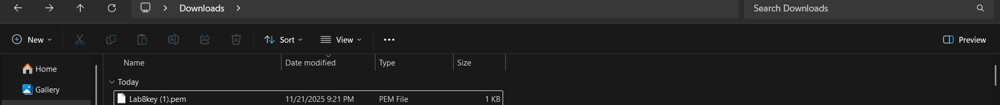 Downloads
Search Downloads
New
Sort
View
Preview
Home
Gallery
Name Date modified Type Size
Today
Lab8key (1).pem 11/21/2025 9:21 PM PEM File 1 KB